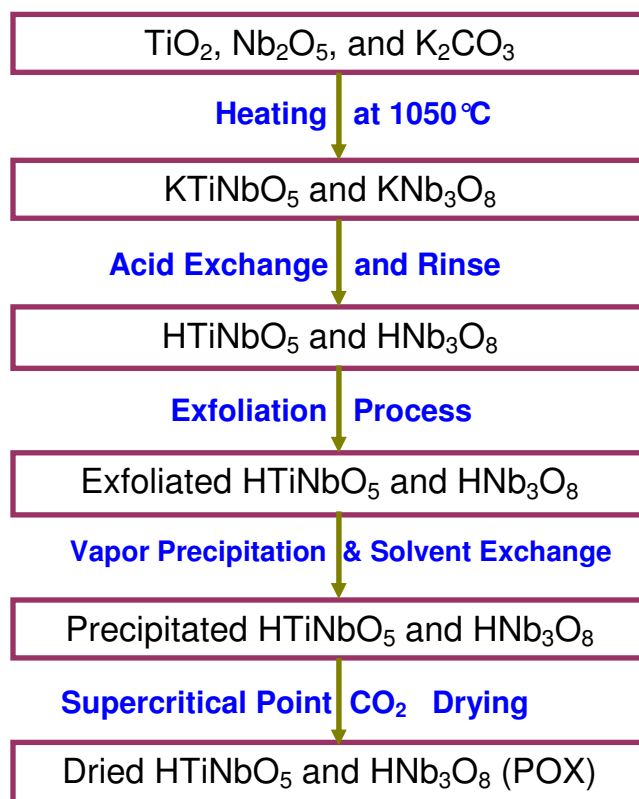 TiO₂, Nb₂O₅, and K₂CO₃
Heating at 1050°C
KTiNbO₅ and KNb₃O₈
Acid Exchange and Rinse
HTiNbO₅ and HNb₃O₈
Exfoliation Process
Exfoliated HTiNbO₅ and HNb₃O₈
Vapor Precipitation & Solvent Exchange
Precipitated HTiNbO₅ and HNb₃O₈
Supercritical Point CO₂ Drying
Dried HTiNbO₅ and HNb₃O₈ (POX)